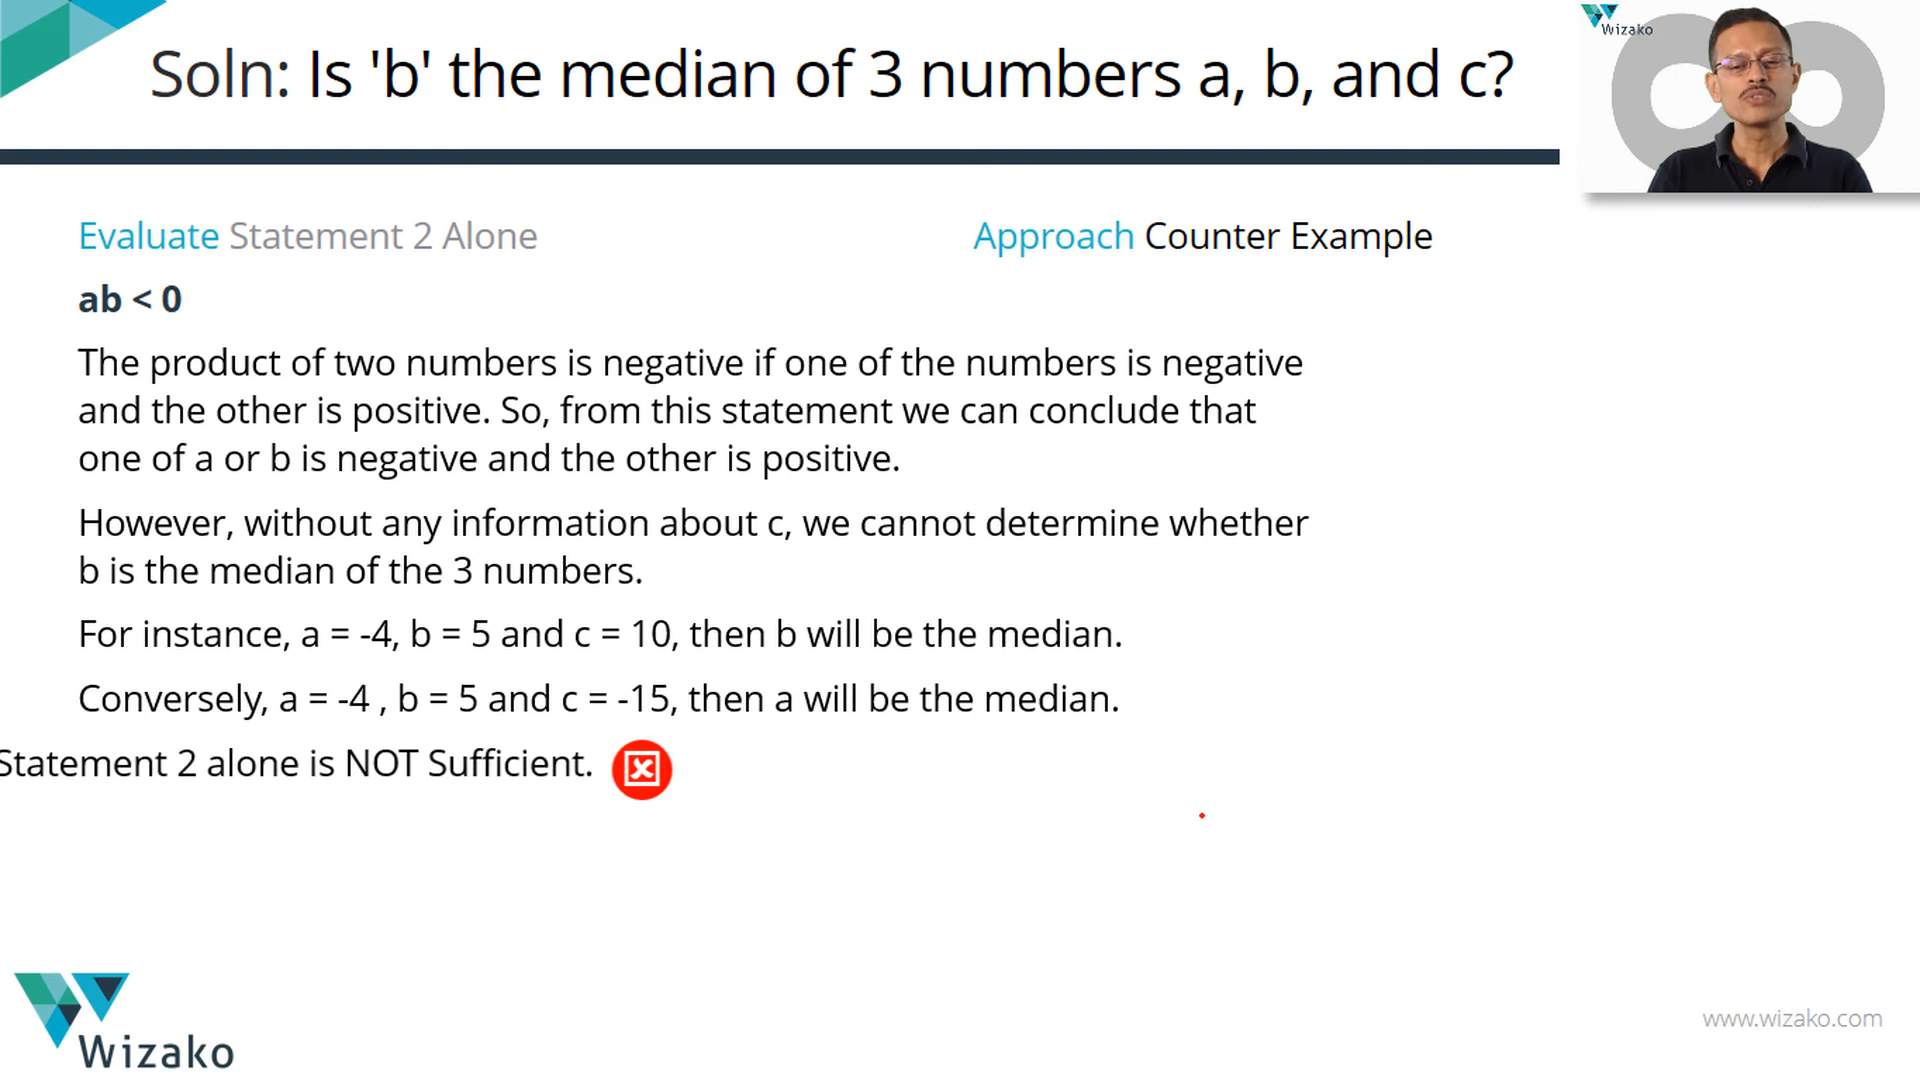 Soln: Is 'b' the median of 3 numbers a, b, and c?
Wizako
Evaluate Statement 2 Alone
Approach Counter Example
ab < 0
The product of two numbers is negative if one of the numbers is negative
and the other is positive. So, from this statement we can conclude that
one of a or b is negative and the other is positive.
However, without any information about c, we cannot determine whether
b is the median of the 3 numbers.
For instance, a = -4, b = 5 and c = 10, then b will be the median.
Conversely, a = -4 , b = 5 and c = -15, then a will be the median.
Statement 2 alone is NOT Sufficient.
Wizako
www.wizako.com